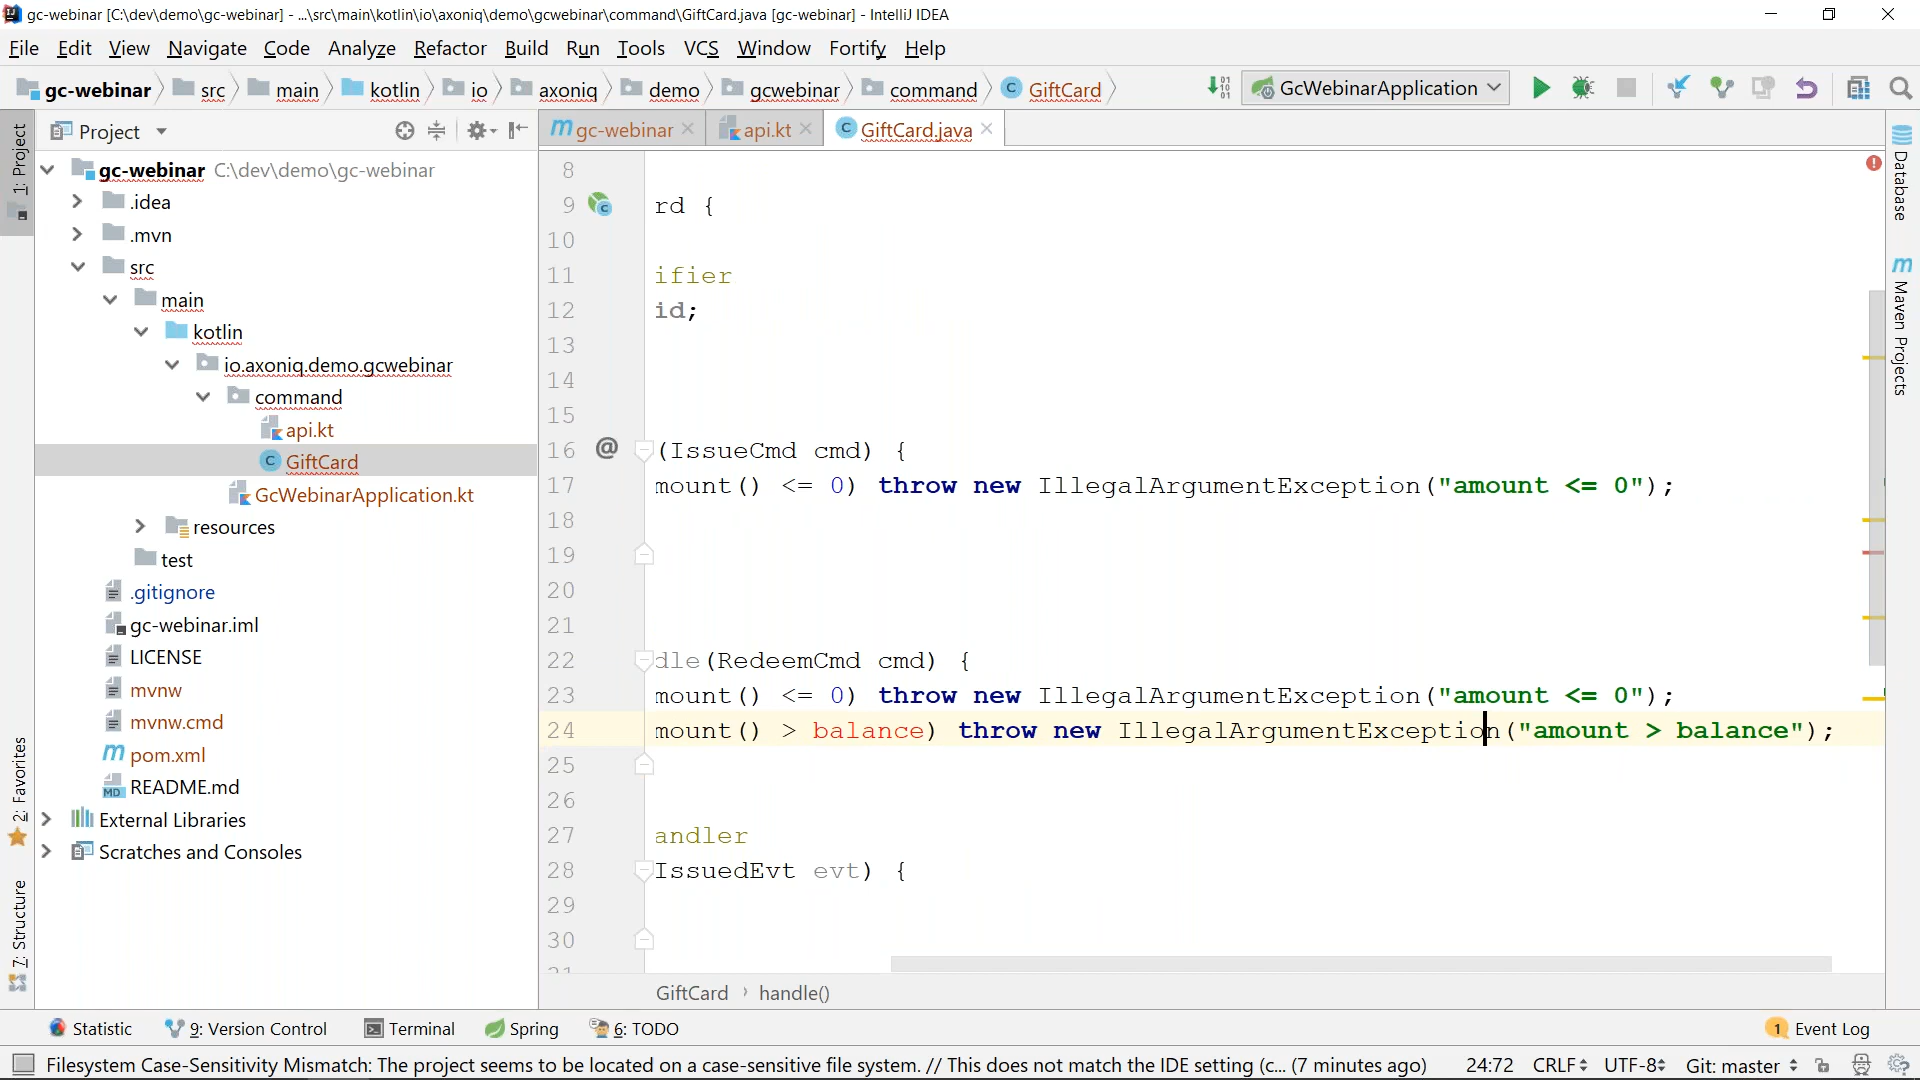 gc-webinar [C:\dev\demo\gc-webinar] - ...\src\main\kotlin\io\axoniq\demo\gcwebinar\command\GiftCard.java [gc-webinar] - IntelliJ IDEA
File Edit View Navigate Code Analyze Refactor Build Run Tools VCS Window Fortify Help
gc-webinar src main kotlin io axoniq demo gcwebinar command GiftCard GcWebinarApplication
1: Project
Project
gc-webinar C:\dev\demo\gc-webinar
.idea
.mvn
src
main
kotlin
io.axoniq.demo.gcwebinar
command
api.kt
GiftCard
GcWebinarApplication.kt
resources
test
.gitignore
gc-webinar.iml
LICENSE
mvnw
mvnw.cmd
pom.xml
README.md
External Libraries
Scratches and Consoles
2: Favorites
7: Structure
gc-webinar api.kt GiftCard.java
8
9 rd {
10
11 ifier
12 id;
13
14
15
16 (IssueCmd cmd) {
17 mount() <= 0) throw new IllegalArgumentException("amount <= 0");
18
19
20
21
22 dle(RedeemCmd cmd) {
23 mount() <= 0) throw new IllegalArgumentException("amount <= 0");
24 mount() > balance) throw new IllegalArgumentException("amount > balance");
25
26
27 andler
28 IssuedEvt evt) {
29
30
GiftCard › handle()
Database
Maven Projects
Statistic 9: Version Control Terminal Spring 6: TODO 1 Event Log
Filesystem Case-Sensitivity Mismatch: The project seems to be located on a case-sensitive file system. // This does not match the IDE setting (c... (7 minutes ago) 24:72 CRLF UTF-8 Git: master